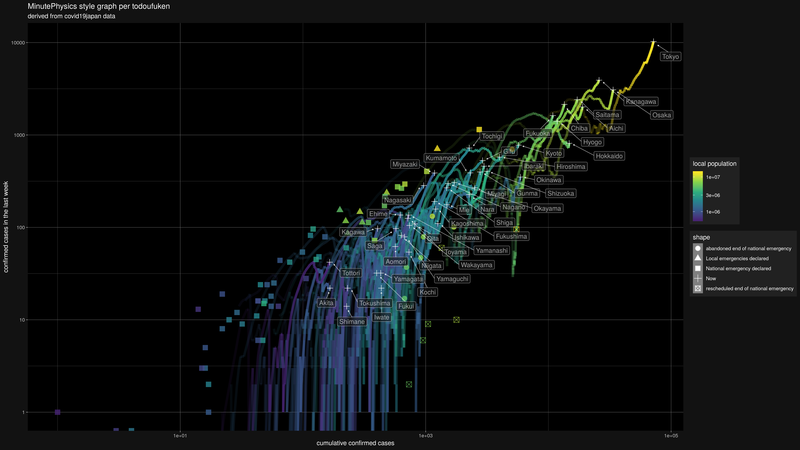 MinutePhysics style graph per todoufuken
derived from covid19japan data
confirmed cases in the last week
10000
1000
100
10
1
Tokyo
Kanagawa
Osaka
Saitama
Chiba
Aichi
Fukuoka
Hyogo
Tochigi
Kyoto
Hokkaido
Kumamoto
Gifu
Ibaraki
Hiroshima
Miyazaki
Okinawa
Nagasaki
Miyagi
Gunma
Shizuoka
Mie
Nara
Nagano
Okayama
Ehime
Kagoshima
Shiga
Kagawa
Oita
Ishikawa
Fukushima
Saga
Toyama
Yamanashi
Aomori
Niigata
Wakayama
Tottori
Yamagata
Yamaguchi
Kochi
Akita
Tokushima
Fukui
Shimane
Iwate
1e+01
1e+03
1e+05
cumulative confirmed cases
local population
1e+07
3e+06
1e+06
shape
abandoned end of national emergency
Local emergencies declared
National emergency declared
Now
rescheduled end of national emergency